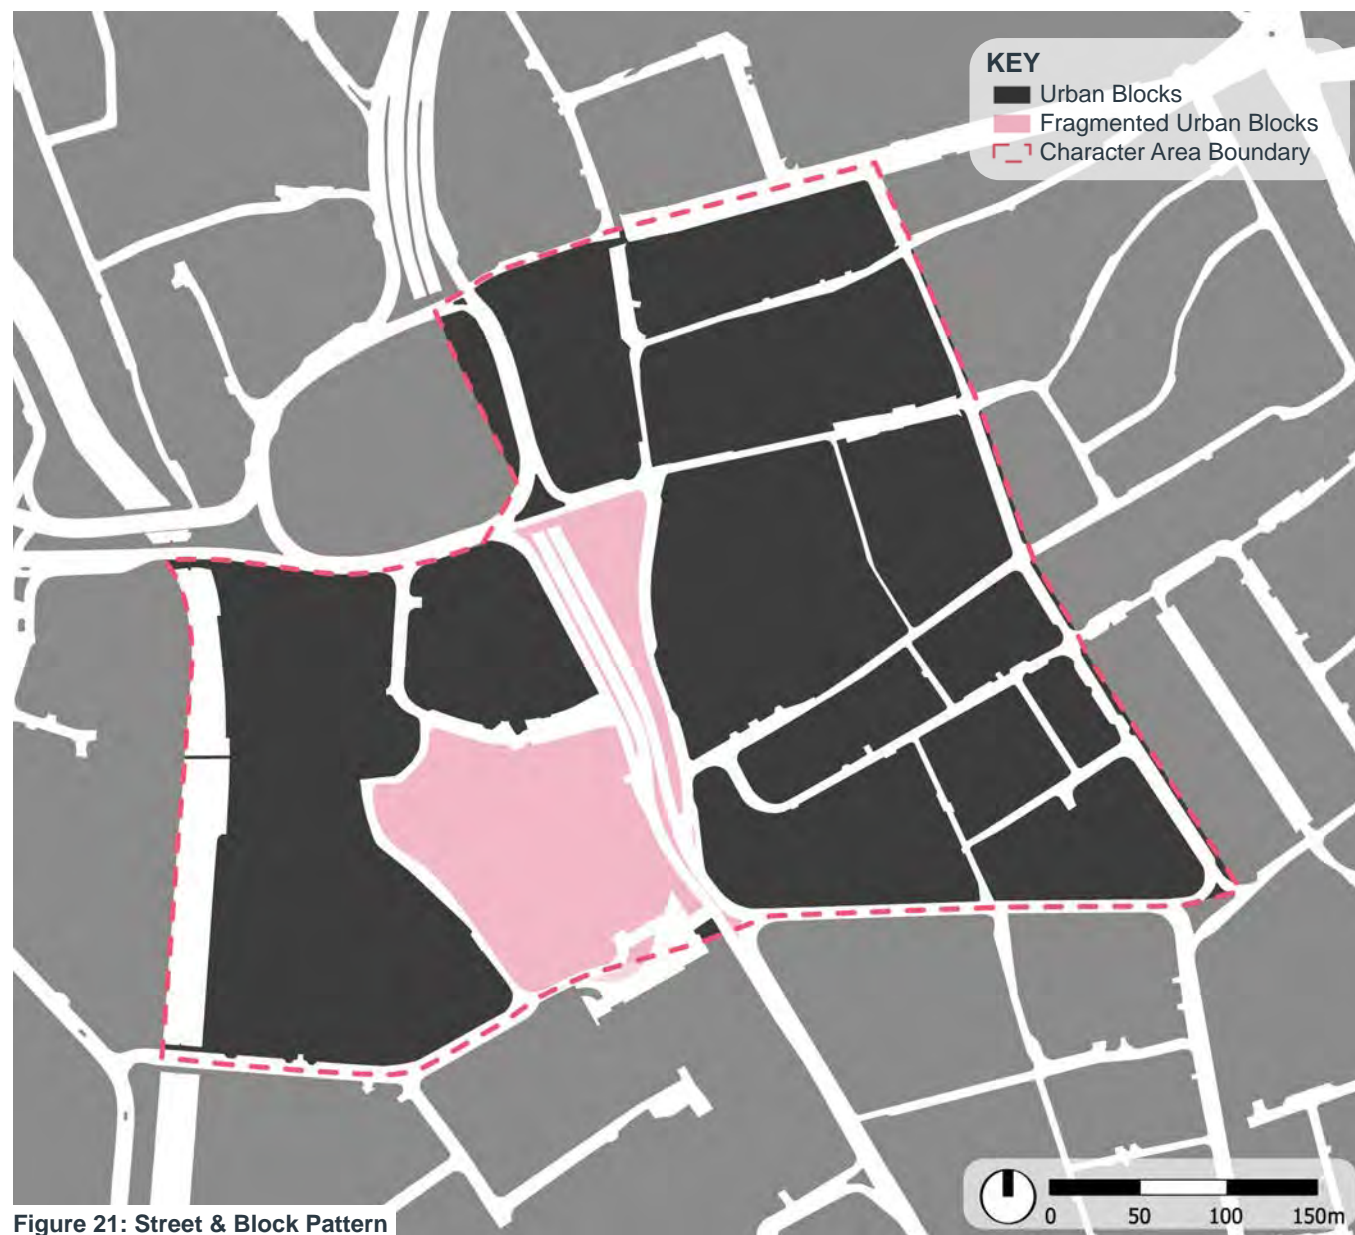 KEY
Urban Blocks
Fragmented Urban Blocks
Character Area Boundary
0 50 100 150m
Figure 21: Street & Block Pattern